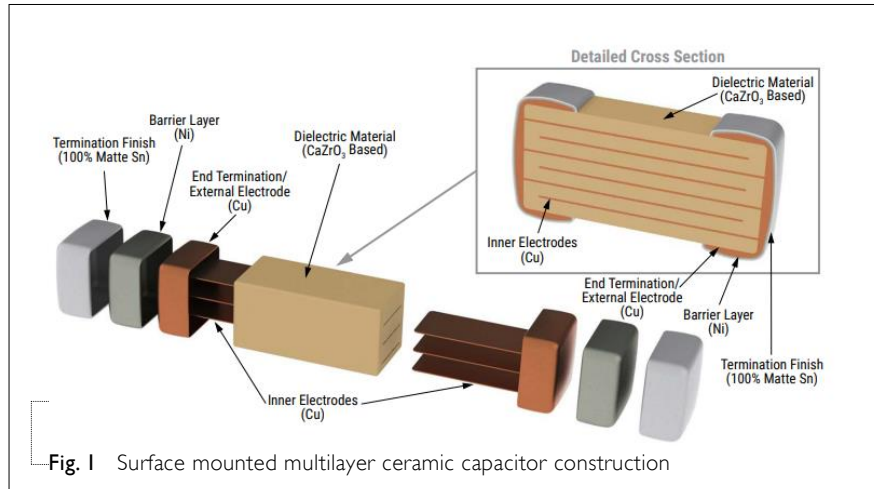 Detailed Cross Section
Dielectric Material
(CaZrO₃ Based)
Barrier Layer
(Ni)
Termination Finish
(100% Matte Sn)
Dielectric Material
(CaZrO₃ Based)
End Termination/
External Electrode
(Cu)
Inner Electrodes
(Cu)
End Termination/
External Electrode
(Cu)
Barrier Layer
(Ni)
Termination Finish
(100% Matte Sn)
Inner Electrodes
(Cu)
Fig. 1 Surface mounted multilayer ceramic capacitor construction